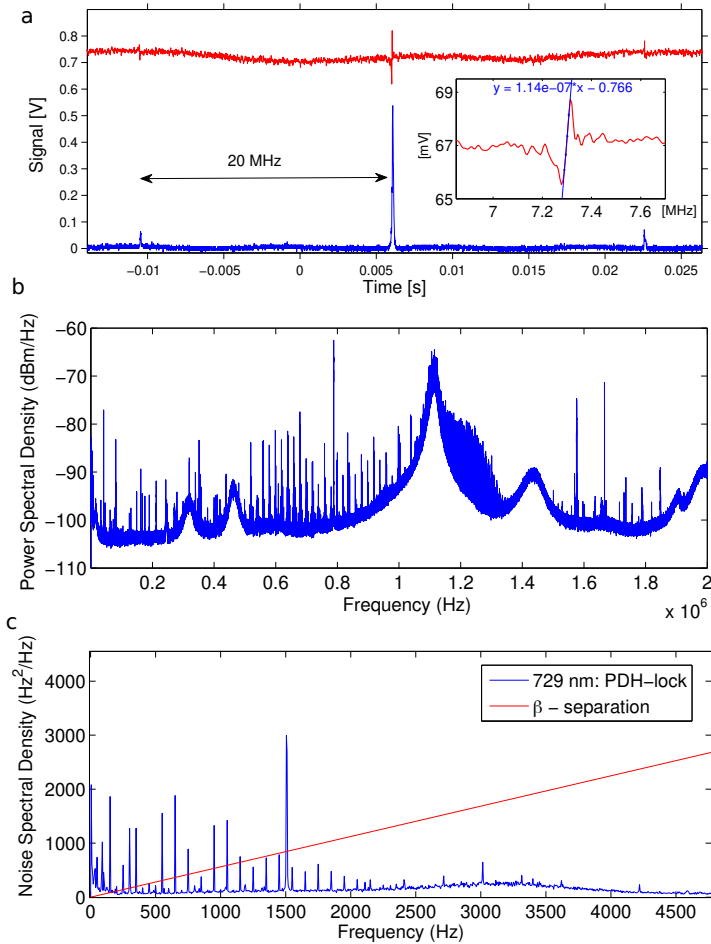 a
0.8
0.7
0.6
0.5
0.4
0.3
0.2
0.1
0
Signal [V]
20 MHz
y = 1.14e−07*x − 0.766
69
67
65
[mV]
7 7.2 7.4 7.6 [MHz]
−0.01 −0.005 0 0.005 0.01 0.015 0.02 0.025
Time [s]
b
−60
−70
−80
−90
−100
−110
Power Spectral Density (dBm/Hz)
0.2 0.4 0.6 0.8 1 1.2 1.4 1.6 1.8 2
Frequency (Hz)
x 10^6
c
4000
3000
2000
1000
0
Noise Spectral Density (Hz²/Hz)
729 nm: PDH−lock
β − separation
0 500 1000 1500 2000 2500 3000 3500 4000 4500
Frequency (Hz)